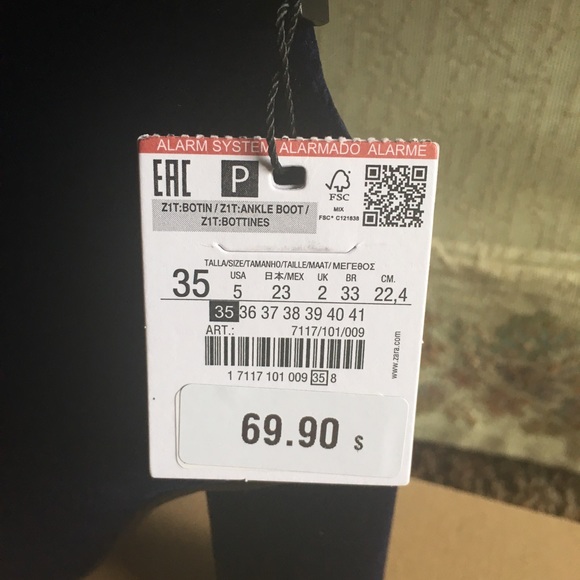 ALARM SYSTEM ALARMADO ALARME
EAC P
FSC
MIX
FSC® C121838
Z1T:BOTIN / Z1T:ANKLE BOOT /
Z1T:BOTTINES
TALLA/SIZE/TAMANHO/TAILLE/MAAT/ ΜΕΓΕΘΟΣ
USA 日本/MEX UK BR CM.
35 5 23 2 33 22,4
35 36 37 38 39 40 41
ART.: 7117/101/009
1 7117 101 009 35 8
www.zara.com
69.90 $